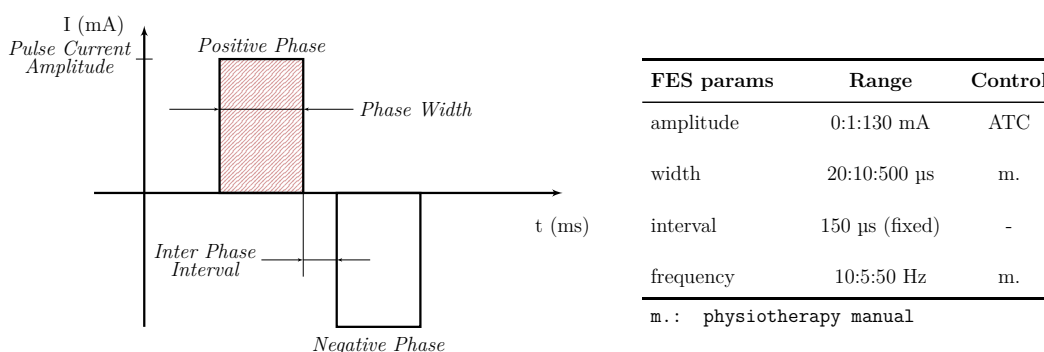 I (mA)
Pulse Current
Amplitude
Positive Phase
Phase Width
t (ms)
Inter Phase
Interval
Negative Phase
FES params Range Control
amplitude 0:1:130 mA ATC
width 20:10:500 µs m.
interval 150 µs (fixed) -
frequency 10:5:50 Hz m.
m.: physiotherapy manual